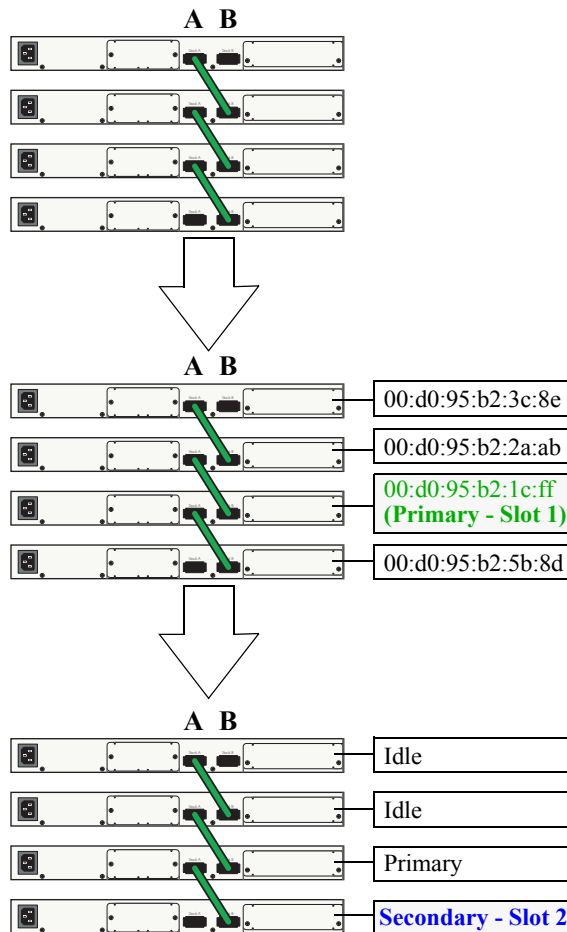 A B
A B
00:d0:95:b2:3c:8e
00:d0:95:b2:2a:ab
00:d0:95:b2:1c:ff
(Primary - Slot 1)
00:d0:95:b2:5b:8d
A B
Idle
Idle
Primary
Secondary - Slot 2